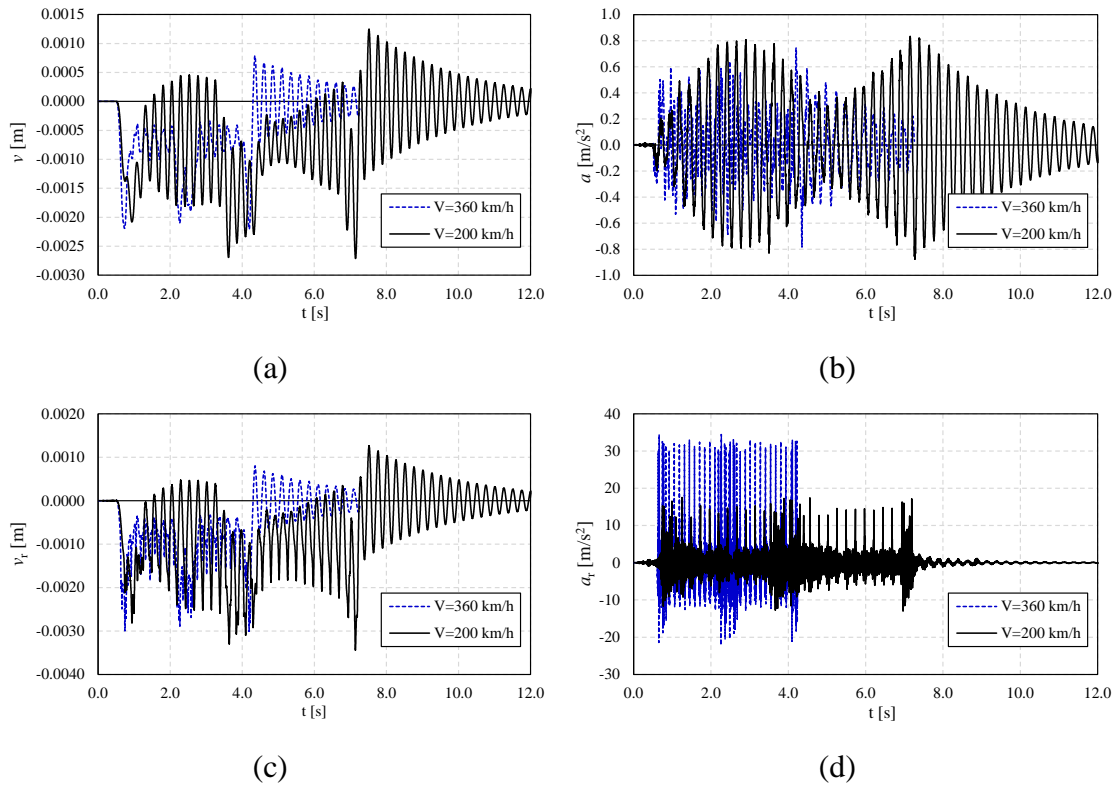 0.0015
0.0010
0.0005
0.0000
-0.0005
-0.0010
-0.0015
-0.0020
-0.0025
-0.0030
v [m]
V=360 km/h
V=200 km/h
0.0 2.0 4.0 6.0 8.0 10.0 12.0
t [s]
(a)
1.0
0.8
0.6
0.4
0.2
0.0
-0.2
-0.4
-0.6
-0.8
-1.0
a [m/s²]
V=360 km/h
V=200 km/h
0.0 2.0 4.0 6.0 8.0 10.0 12.0
t [s]
(b)
0.0020
0.0010
0.0000
-0.0010
-0.0020
-0.0030
-0.0040
vᵣ [m]
V=360 km/h
V=200 km/h
0.0 2.0 4.0 6.0 8.0 10.0 12.0
t [s]
(c)
40
30
20
10
0
-10
-20
-30
aᵣ [m/s²]
V=360 km/h
V=200 km/h
0.0 2.0 4.0 6.0 8.0 10.0 12.0
t [s]
(d)